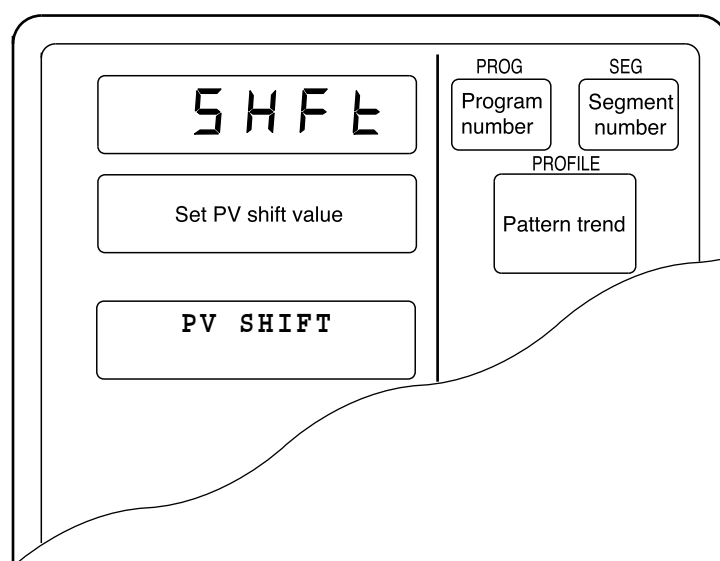 SHFt
Set PV shift value
PV SHIFT
PROG
Program
number
SEG
Segment
number
PROFILE
Pattern trend